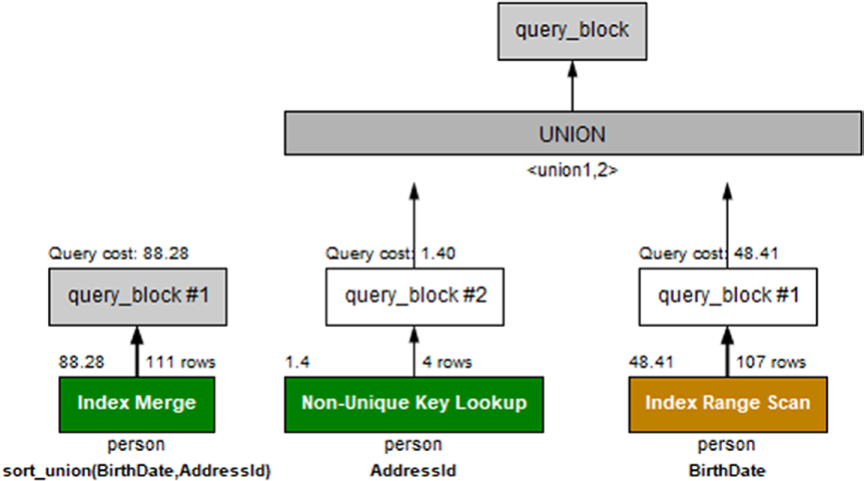 query_block
UNION
<union1,2>
Query cost: 88.28
query_block #1
88.28 111 rows
Index Merge
person
sort_union(BirthDate,AddressId)
Query cost: 1.40
query_block #2
1.4 4 rows
Non-Unique Key Lookup
person
AddressId
Query cost: 48.41
query_block #1
48.41 107 rows
Index Range Scan
person
BirthDate